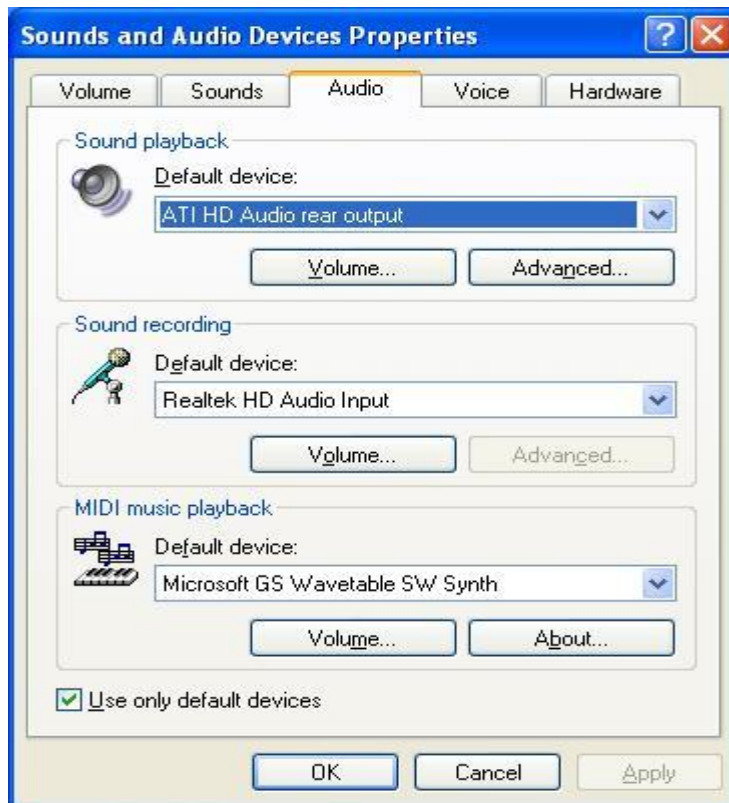 Sounds and Audio Devices Properties
Volume Sounds Audio Voice Hardware
Sound playback
Default device:
ATI HD Audio rear output
Volume... Advanced...
Sound recording
Default device:
Realtek HD Audio Input
Volume... Advanced...
MIDI music playback
Default device:
Microsoft GS Wavetable SW Synth
Volume... About...
Use only default devices
OK Cancel Apply